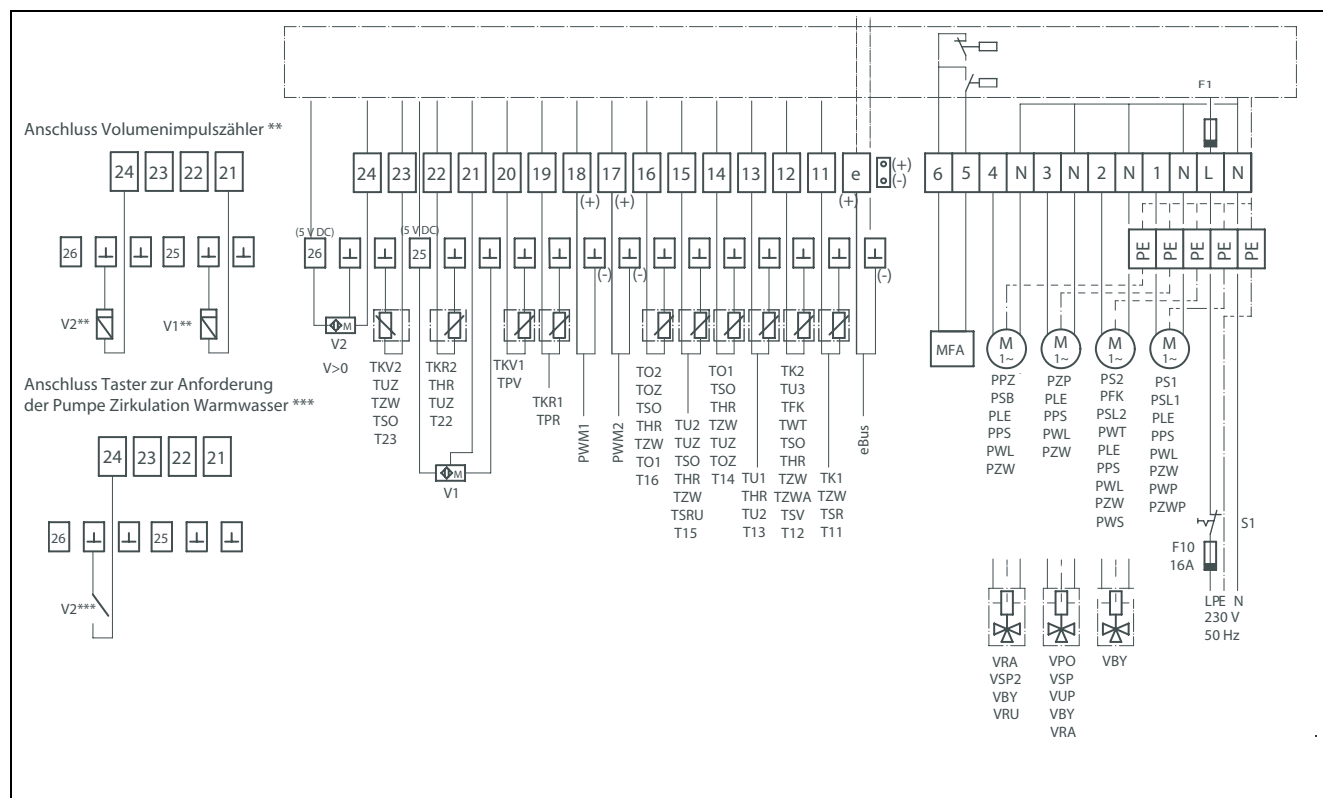 F1
Anschluss Volumenimpulszähler **
24 23 22 21
26 ⊥ ⊥ 25 ⊥ ⊥
V2** V1**
Anschluss Taster zur Anforderung
der Pumpe Zirkulation Warmwasser ***
24 23 22 21
26 ⊥ ⊥ 25 ⊥ ⊥
V2***
24 23 22 21 20 19 18 17 16 15 14 13 12 11 e
(+) (+) (+)
(+)
(-)
(5 V DC) (5 V DC)
26 ⊥ ⊥ 25 ⊥ ⊥ ⊥ ⊥ ⊥ ⊥ ⊥ ⊥ ⊥ ⊥ ⊥ ⊥ ⊥
(-) (-) (-)
M
V2
V>0
TKV2
TUZ
TZW
TSO
T23
TKR2
THR
TUZ
T22
M
V1
TKV1
TPV
TKR1
TPR
PWM1
PWM2
TO2
TOZ
TSO
THR
TZW
TO1
T16
TU2
TUZ
TSO
THR
TZW
TSRU
T15
TO1
TSO
THR
TZW
TUZ
TOZ
T14
TU1
THR
TU2
T13
TK2
TU3
TFK
TWT
TSO
THR
TZW
TZWA
TSV
T12
TK1
TZW
TSR
T11
eBus
6 5 4 N 3 N 2 N 1 N L N
PE PE PE PE PE
MFA
M
1~
PPZ
PSB
PLE
PPS
PWL
PZW
M
1~
PZP
PLE
PPS
PWL
PZW
M
1~
PS2
PFK
PSL2
PWT
PLE
PPS
PWL
PZW
PWS
M
1~
PS1
PSL1
PLE
PPS
PWL
PZW
PWP
PZWP
S1
F10
16A
LPE N
230 V
50 Hz
VRA
VSP2
VBY
VRU
VPO
VSP
VUP
VBY
VRA
VBY